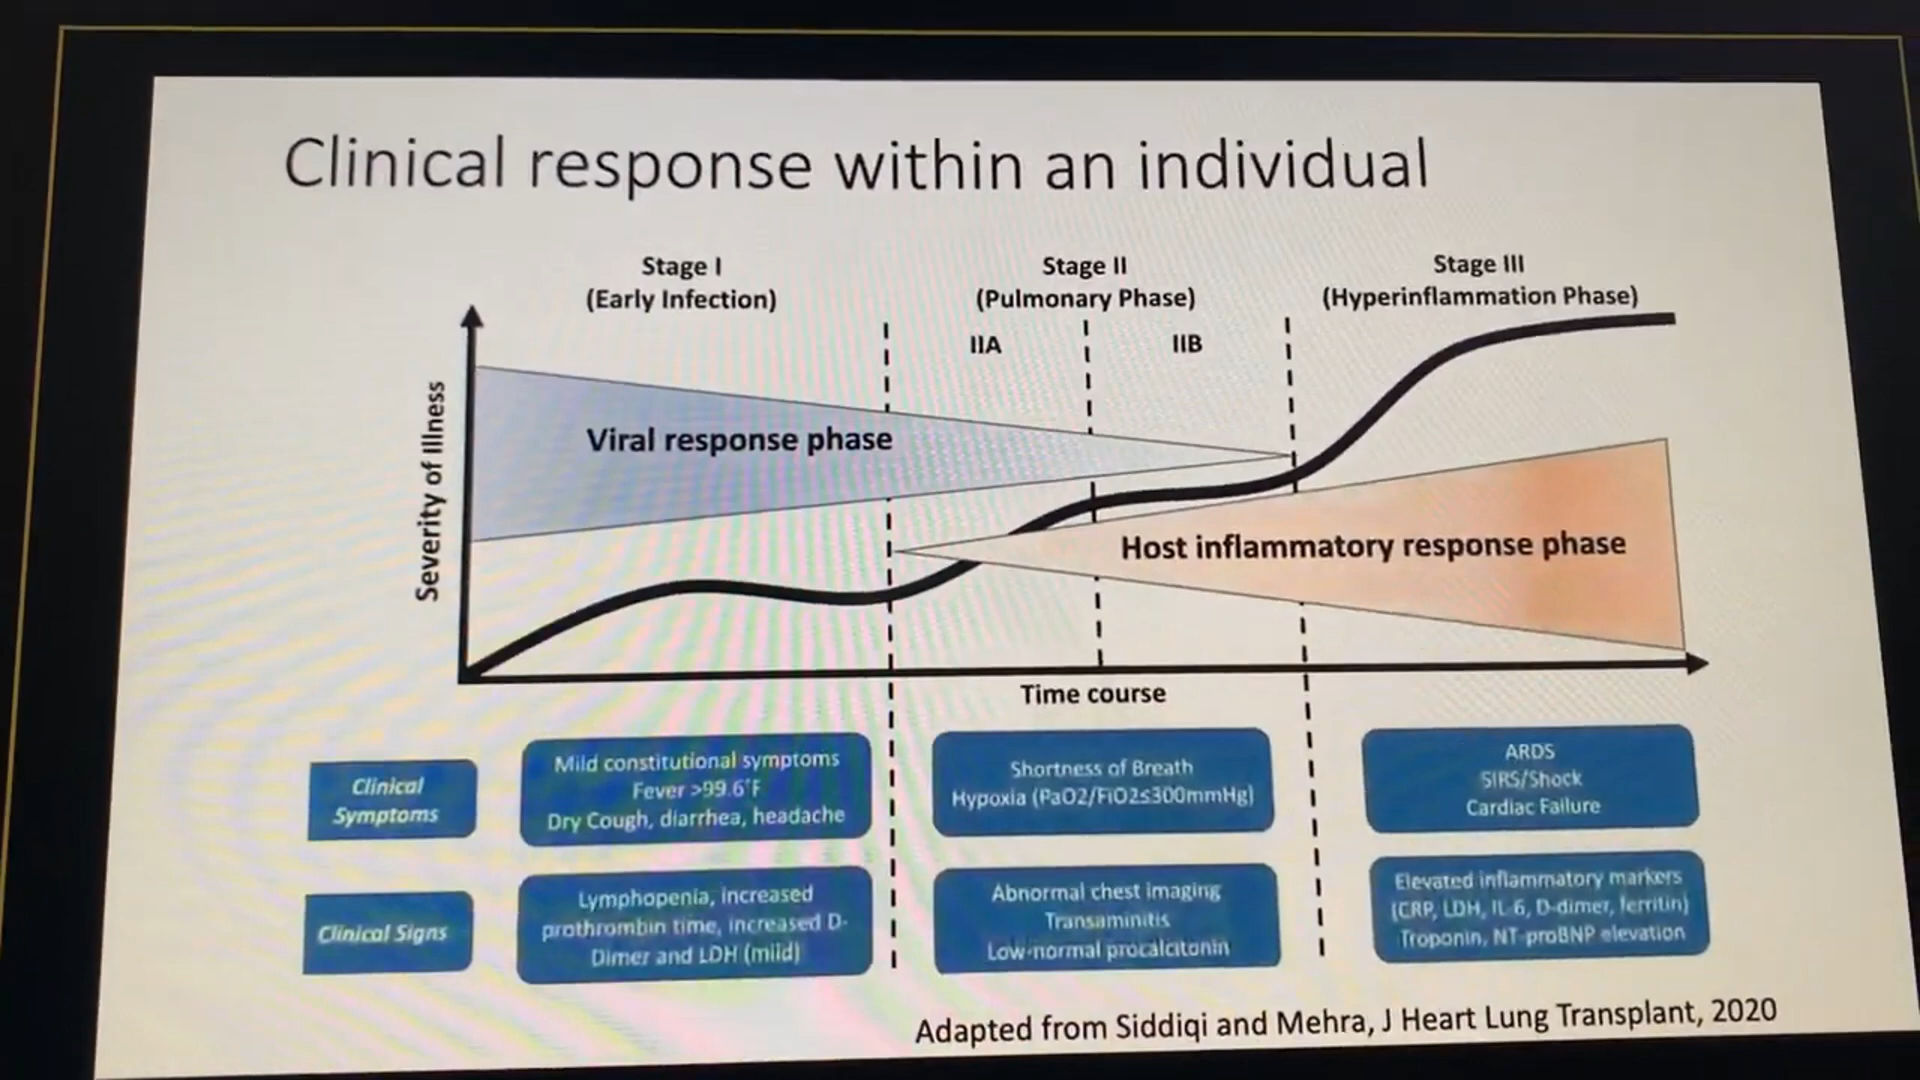 Clinical response within an individual
Stage I
(Early Infection)
Stage II
(Pulmonary Phase)
Stage III
(Hyperinflammation Phase)
IIA
IIB
Severity of Illness
Viral response phase
Host inflammatory response phase
Time course
Clinical
Symptoms
Mild constitutional symptoms
Fever >99.6°F
Dry Cough, diarrhea, headache
Shortness of Breath
Hypoxia (PaO2/FiO2≤300mmHg)
ARDS
SIRS/Shock
Cardiac Failure
Clinical Signs
Lymphopenia, increased
prothrombin time, increased D-
Dimer and LDH (mild)
Abnormal chest imaging
Transaminitis
Low-normal procalcitonin
Elevated inflammatory markers
(CRP, LDH, IL-6, D-dimer, ferritin)
Troponin, NT-proBNP elevation
Adapted from Siddiqi and Mehra, J Heart Lung Transplant, 2020